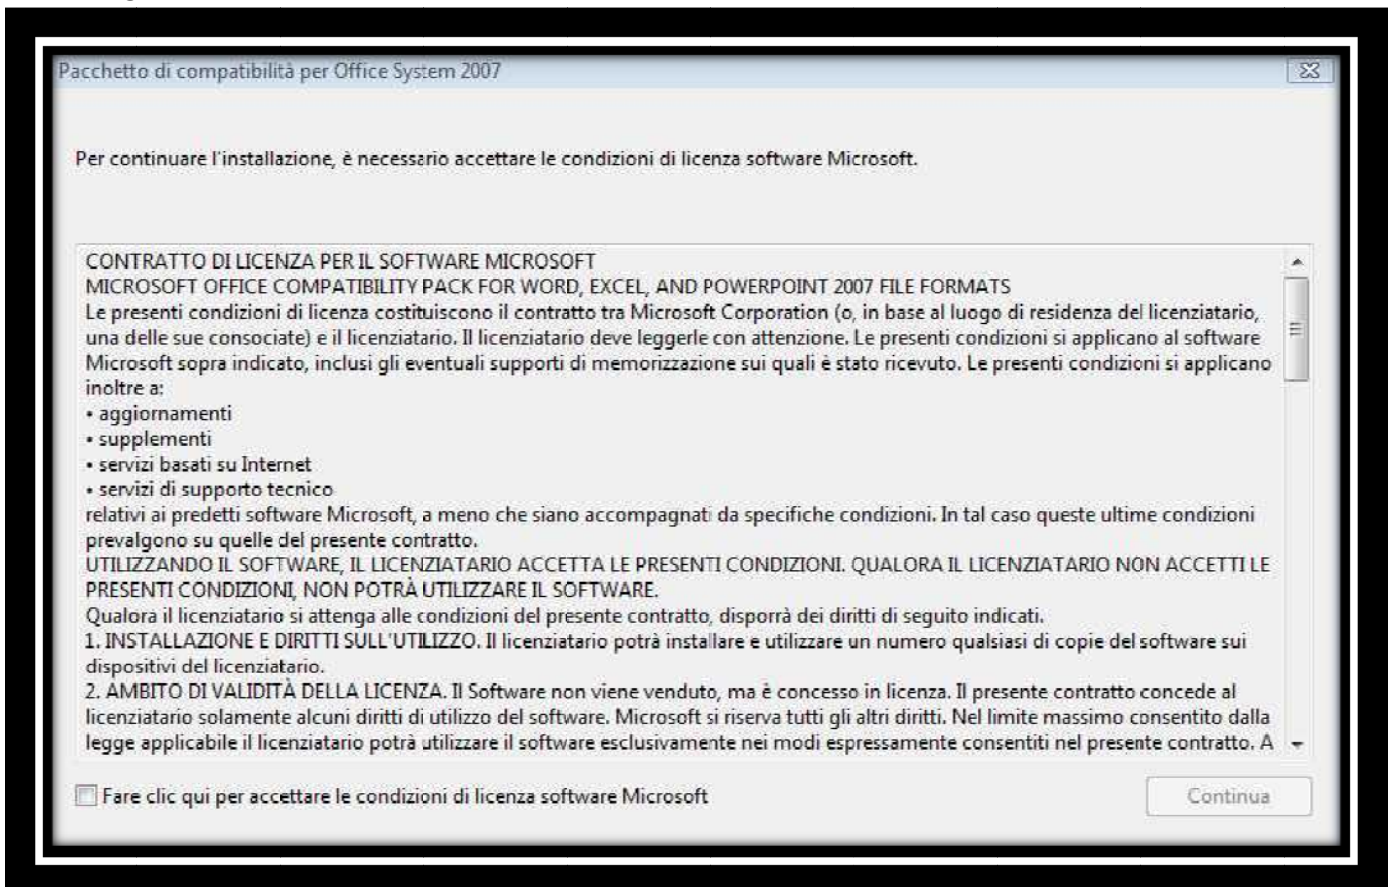 Pacchetto di compatibilità per Office System 2007
Per continuare l'installazione, è necessario accettare le condizioni di licenza software Microsoft.
CONTRATTO DI LICENZA PER IL SOFTWARE MICROSOFT
MICROSOFT OFFICE COMPATIBILITY PACK FOR WORD, EXCEL, AND POWERPOINT 2007 FILE FORMATS
Le presenti condizioni di licenza costituiscono il contratto tra Microsoft Corporation (o, in base al luogo di residenza del licenziatario,
una delle sue consociate) e il licenziatario. Il licenziatario deve leggerle con attenzione. Le presenti condizioni si applicano al software
Microsoft sopra indicato, inclusi gli eventuali supporti di memorizzazione sui quali è stato ricevuto. Le presenti condizioni si applicano
inoltre a:
• aggiornamenti
• supplementi
• servizi basati su Internet
• servizi di supporto tecnico
relativi ai predetti software Microsoft, a meno che siano accompagnati da specifiche condizioni. In tal caso queste ultime condizioni
prevalgono su quelle del presente contratto.
UTILIZZANDO IL SOFTWARE, IL LICENZIATARIO ACCETTA LE PRESENTI CONDIZIONI. QUALORA IL LICENZIATARIO NON ACCETTI LE
PRESENTI CONDIZIONI, NON POTRÀ UTILIZZARE IL SOFTWARE.
Qualora il licenziatario si attenga alle condizioni del presente contratto, disporrà dei diritti di seguito indicati.
1. INSTALLAZIONE E DIRITTI SULL'UTILIZZO. Il licenziatario potrà installare e utilizzare un numero qualsiasi di copie del software sui
dispositivi del licenziatario.
2. AMBITO DI VALIDITÀ DELLA LICENZA. Il Software non viene venduto, ma è concesso in licenza. Il presente contratto concede al
licenziatario solamente alcuni diritti di utilizzo del software. Microsoft si riserva tutti gli altri diritti. Nel limite massimo consentito dalla
legge applicabile il licenziatario potrà utilizzare il software esclusivamente nei modi espressamente consentiti nel presente contratto. A
Fare clic qui per accettare le condizioni di licenza software Microsoft
Continua